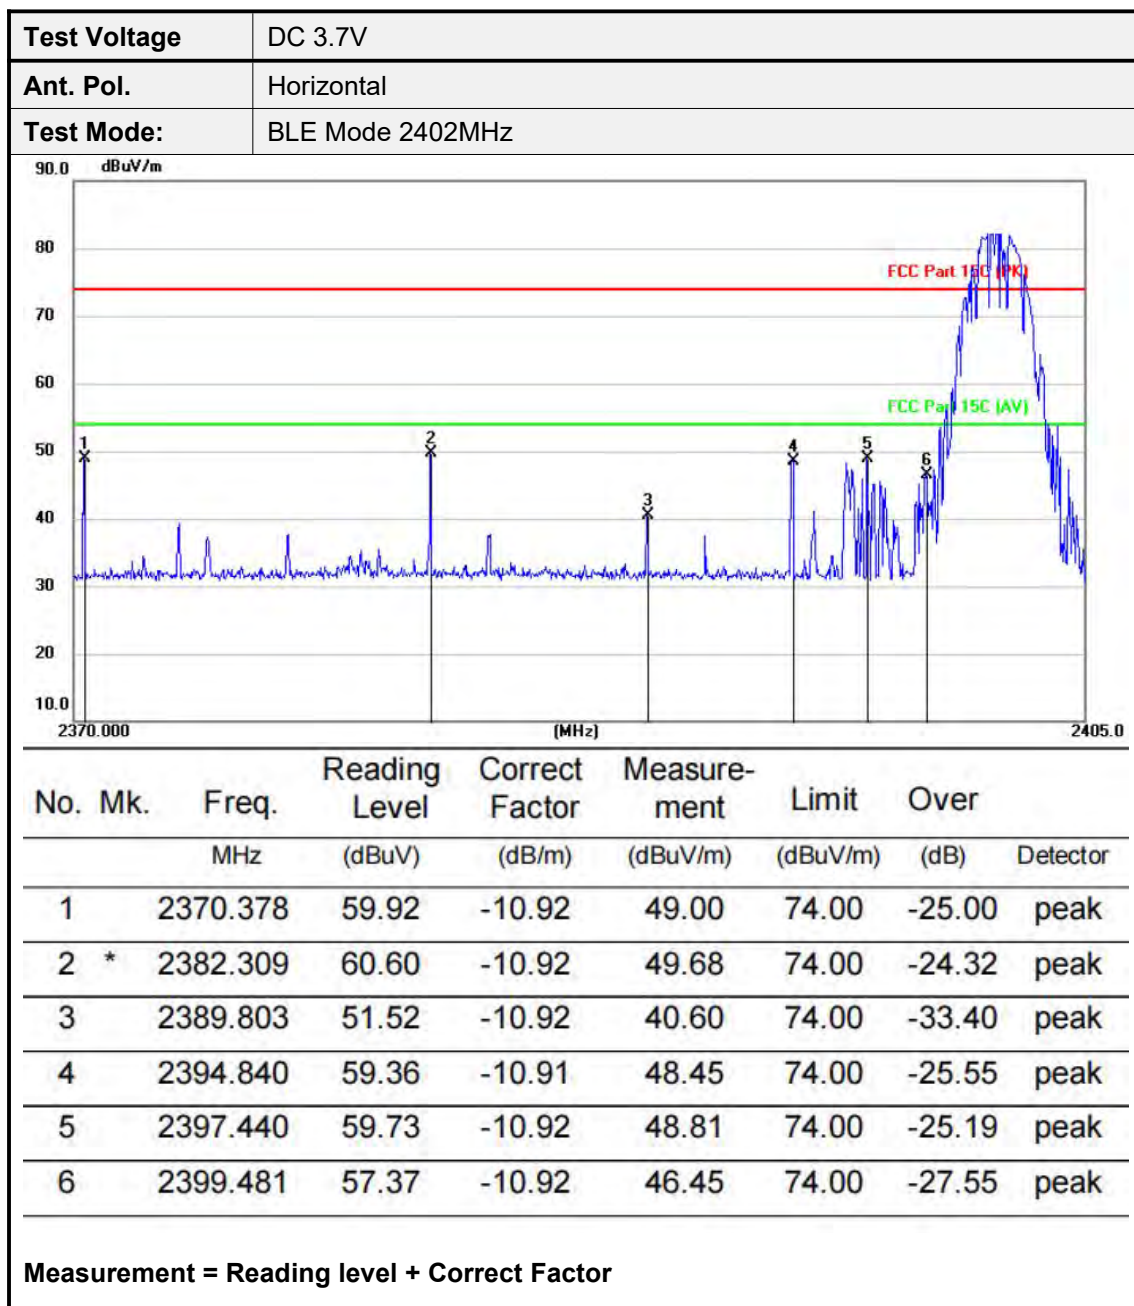 Test Voltage DC 3.7V
Ant. Pol. Horizontal
Test Mode: BLE Mode 2402MHz
90.0 dBuV/m
80
FCC Part 15C (PK)
70
60
FCC Part 15C (AV)
50
1 2 3 4 5 6
40
30
20
10.0
2370.000 (MHz) 2405.0
No. Mk. Freq. Reading Level Correct Factor Measure-ment Limit Over
MHz (dBuV) (dB/m) (dBuV/m) (dBuV/m) (dB) Detector
1 2370.378 59.92 -10.92 49.00 74.00 -25.00 peak
2 * 2382.309 60.60 -10.92 49.68 74.00 -24.32 peak
3 2389.803 51.52 -10.92 40.60 74.00 -33.40 peak
4 2394.840 59.36 -10.91 48.45 74.00 -25.55 peak
5 2397.440 59.73 -10.92 48.81 74.00 -25.19 peak
6 2399.481 57.37 -10.92 46.45 74.00 -27.55 peak
Measurement = Reading level + Correct Factor